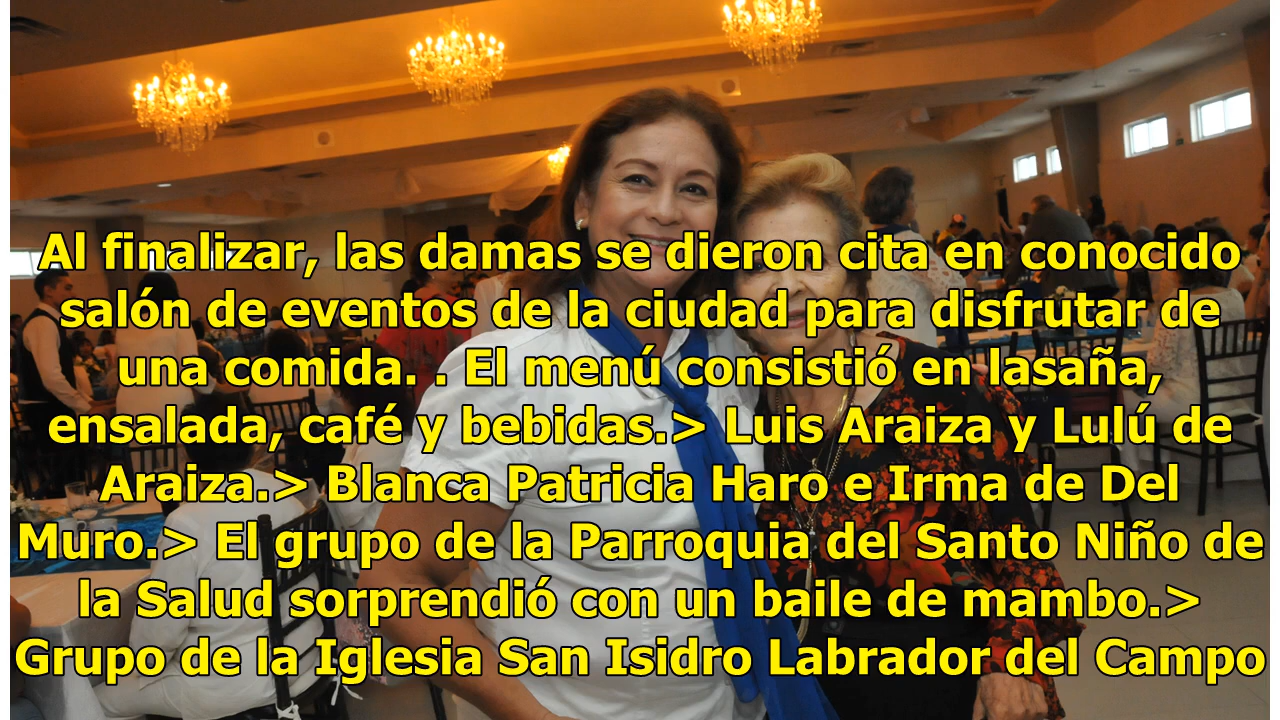 Al finalizar, las damas se dieron cita en conocido
salón de eventos de la ciudad para disfrutar de
una comida. . El menú consistió en lasaña,
ensalada, café y bebidas.> Luis Araiza y Lulú de
Araiza.> Blanca Patricia Haro e Irma de Del
Muro.> El grupo de la Parroquia del Santo Niño de
la Salud sorprendió con un baile de mambo.>
Grupo de la Iglesia San Isidro Labrador del Campo